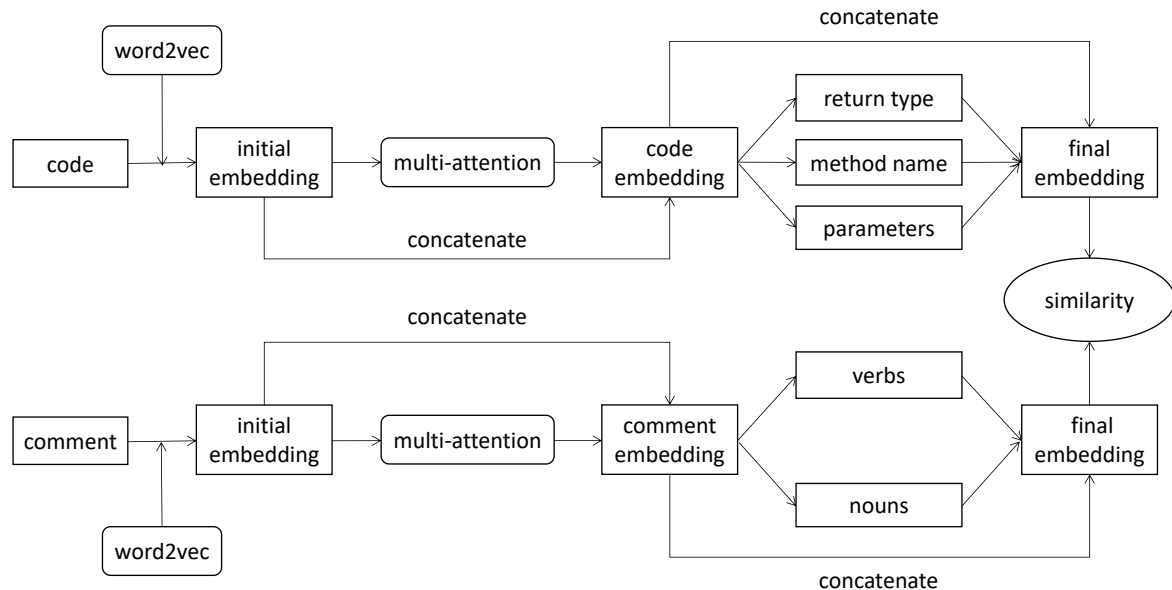 concatenate
word2vec
return type
code
initial
embedding
multi-attention
code
embedding
method name
final
embedding
parameters
concatenate
similarity
concatenate
verbs
comment
initial
embedding
multi-attention
comment
embedding
final
embedding
nouns
word2vec
concatenate